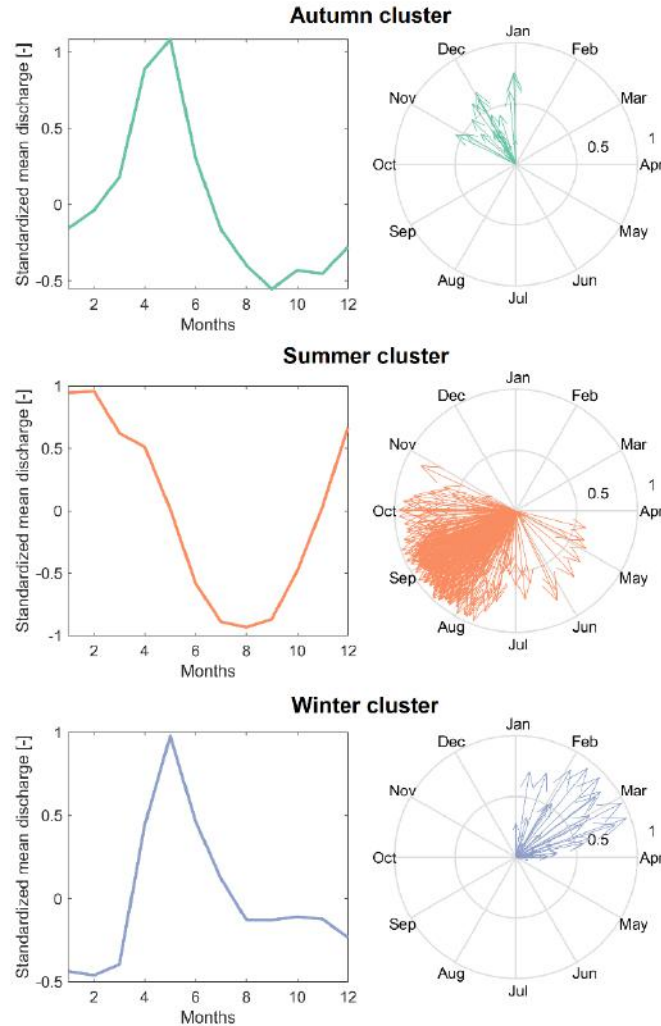 Autumn cluster
Standardized mean discharge [-]
1
0.5
0
-0.5
2 4 6 8 10 12
Months
Jan
Dec Feb
Nov Mar
0.5 1
Oct Apr
Sep May
Aug Jun
Jul
Summer cluster
Standardized mean discharge [-]
1
0.5
0
-0.5
-1
2 4 6 8 10 12
Months
Jan
Dec Feb
Nov Mar
0.5 1
Oct Apr
Sep May
Aug Jun
Jul
Winter cluster
Standardized mean discharge [-]
1
0.5
0
-0.5
2 4 6 8 10 12
Months
Jan
Dec Feb
Nov Mar
0.5 1
Oct Apr
Sep May
Aug Jun
Jul